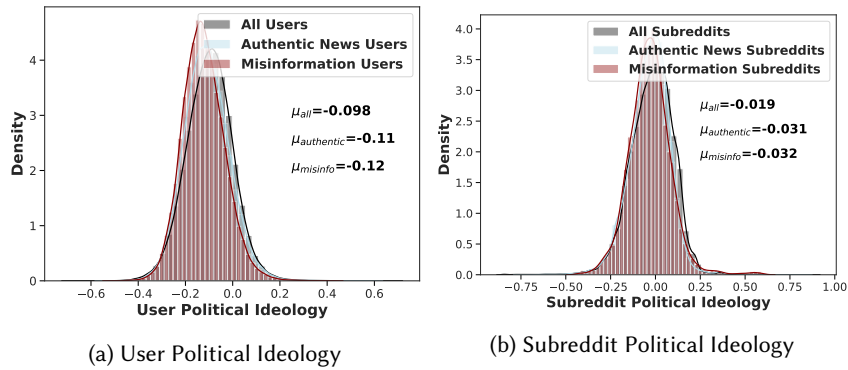 All Users
Authentic News Users
Misinformation Users
μall=-0.098
μauthentic=-0.11
μmisinfo=-0.12
Density
4
3
2
1
0
−0.6 −0.4 −0.2 0.0 0.2 0.4 0.6
User Political Ideology
(a) User Political Ideology
All Subreddits
Authentic News Subreddits
Misinformation Subreddits
μall=-0.019
μauthentic=-0.031
μmisinfo=-0.032
Density
4.0
3.5
3.0
2.5
2.0
1.5
1.0
0.5
0.0
−0.75 −0.50 −0.25 0.00 0.25 0.50 0.75 1.00
Subreddit Political Ideology
(b) Subreddit Political Ideology